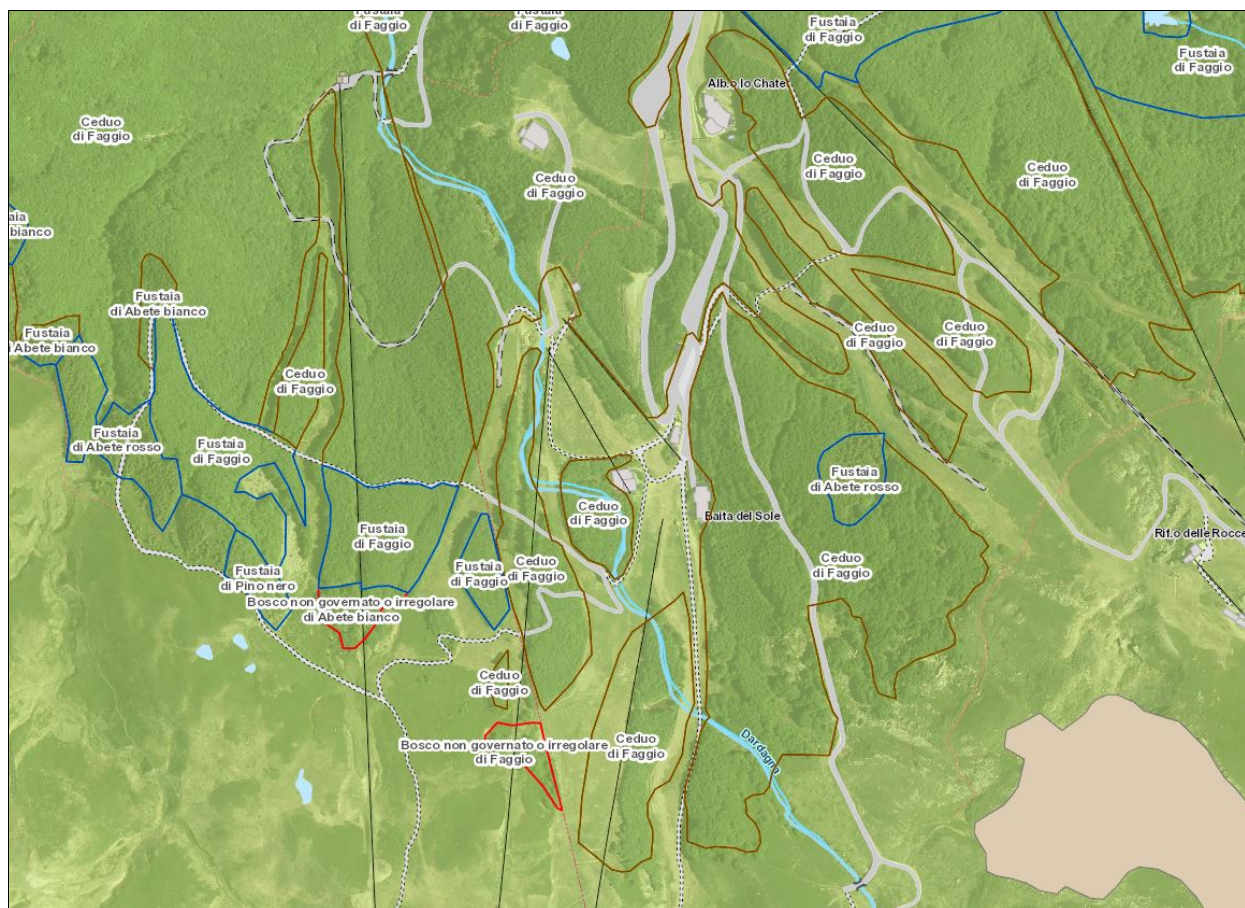 Fustaia
di Faggio
Fustaia
di Faggio
Fustaia
di Faggio
Fustaia
di Faggio
Alb.o lo Chalet
Ceduo
di Faggio
Ceduo
di Faggio
Ceduo
di Faggio
Ceduo
di Faggio
aia
bianco
Fustaia
di Abete bianco
Fustaia
di Abete bianco
Ceduo
di Faggio
Ceduo
di Faggio
Ceduo
di Faggio
Fustaia
di Abete rosso
Fustaia
di Faggio
Fustaia
di Abete rosso
Ceduo
di Faggio
Baita del Sole
Fustaia
di Faggio
Rif.o delle Rocce
Fustaia
di Pino nero
Fustaia
di Faggio
Ceduo
di Faggio
Ceduo
di Faggio
Bosco non governato o irregolare
di Abete bianco
Ceduo
di Faggio
Bosco non governato o irregolare
di Faggio
Ceduo
di Faggio
Dardagna